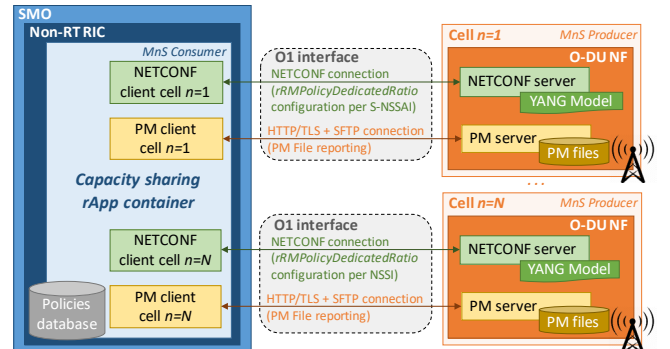 SMO
Non-RT RIC
MnS Consumer
NETCONF
client cell n=1
PM client
cell n=1
Capacity sharing
rApp container
NETCONF
client cell n=N
PM client
cell n=N
Policies
database
O1 interface
NETCONF connection
(rRMPolicyDedicatedRatio
configuration per S-NSSAI)
HTTP/TLS + SFTP connection
(PM File reporting)
O1 interface
NETCONF connection
(rRMPolicyDedicatedRatio
configuration per NSSI)
HTTP/TLS + SFTP connection
(PM File reporting)
Cell n=1
MnS Producer
O-DU NF
NETCONF server
YANG Model
PM server
PM files
...
Cell n=N
MnS Producer
O-DU NF
NETCONF server
YANG Model
PM server
PM files